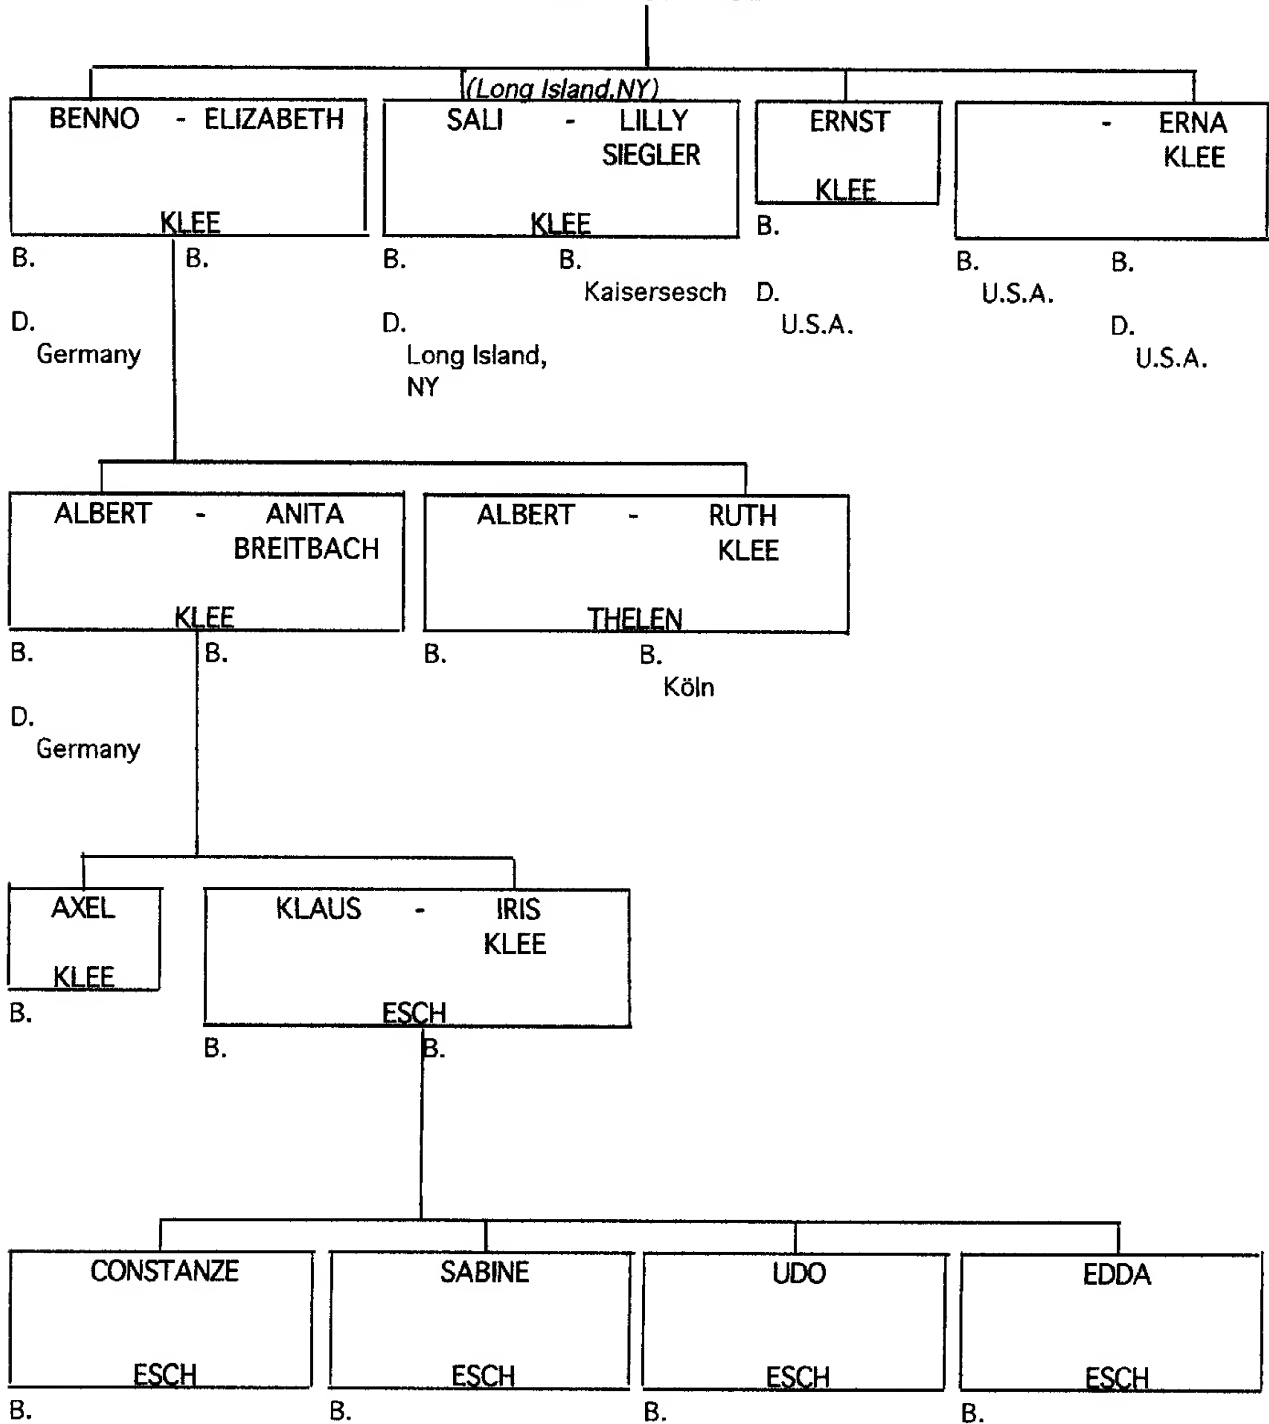 (Long Island,NY)
BENNO - ELIZABETH
KLEE
B. B.
D.
Germany
SALI - LILLY
SIEGLER
KLEE
B. B.
Kaisersesch
D.
Long Island,
NY
ERNST
KLEE
B.
D.
U.S.A.
- ERNA
KLEE
B. B.
U.S.A.
D.
U.S.A.
ALBERT - ANITA
BREITBACH
KLEE
B. B.
D.
Germany
ALBERT - RUTH
KLEE
THELEN
B. B.
Köln
AXEL
KLEE
B.
KLAUS - IRIS
KLEE
ESCH
B. B.
CONSTANZE
ESCH
B.
SABINE
ESCH
B.
UDO
ESCH
B.
EDDA
ESCH
B.